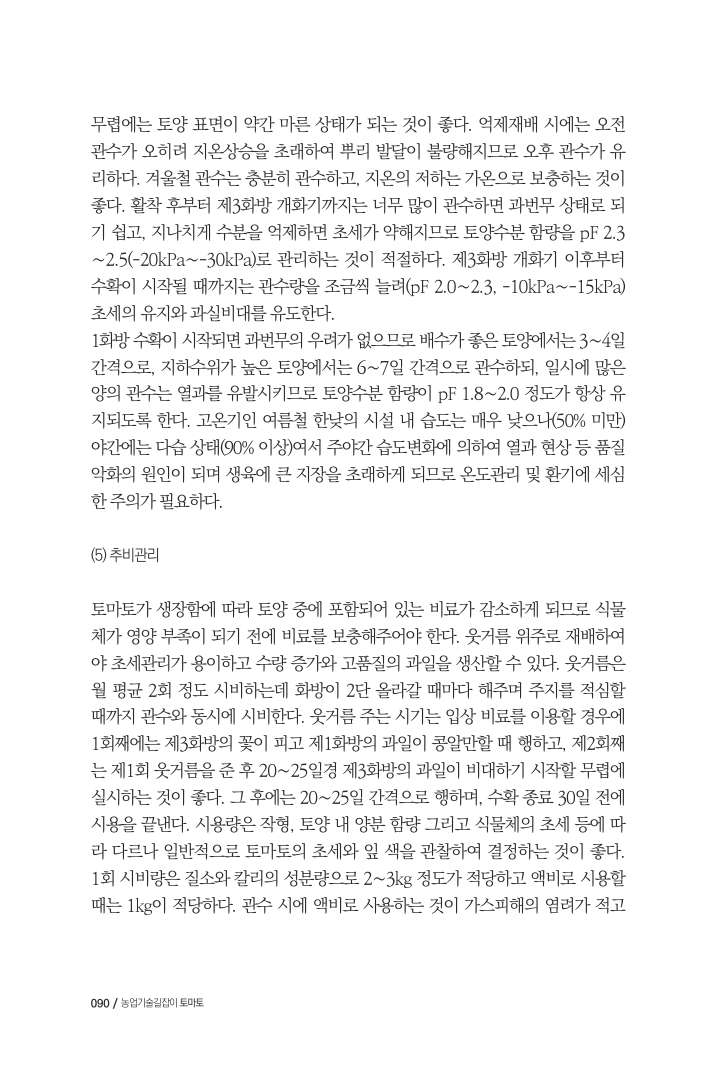 무렵에는 토양 표면이 약간 마른 상태가 되는 것이 좋다. 억제재배 시에는 오전
관수가 오히려 지온상승을 초래하여 뿌리 발달이 불량해지므로 오후 관수가 유
리하다. 겨울철 관수는 충분히 관수하고, 지온의 저하는 가온으로 보충하는 것이
좋다. 활착 후부터 제3화방 개화기까지는 너무 많이 관수하면 과번무 상태로 되
기 쉽고, 지나치게 수분을 억제하면 초세가 약해지므로 토양수분 함량을 pF 2.3
~2.5(-20kPa~-30kPa)로 관리하는 것이 적절하다. 제3화방 개화기 이후부터
수확이 시작될 때까지는 관수량을 조금씩 늘려(pF 2.0~2.3, -10kPa~-15kPa)
초세의 유지와 과실비대를 유도한다.
1화방 수확이 시작되면 과번무의 우려가 없으므로 배수가 좋은 토양에서는 3~4일
간격으로, 지하수위가 높은 토양에서는 6~7일 간격으로 관수하되, 일시에 많은
양의 관수는 열과를 유발시키므로 토양수분 함량이 pF 1.8~2.0 정도가 항상 유
지되도록 한다. 고온기인 여름철 한낮의 시설 내 습도는 매우 낮으나(50% 미만)
야간에는 다습 상태(90% 이상)여서 주야간 습도변화에 의하여 열과 현상 등 품질
악화의 원인이 되며 생육에 큰 지장을 초래하게 되므로 온도관리 및 환기에 세심
한 주의가 필요하다.
(5) 추비관리
토마토가 생장함에 따라 토양 중에 포함되어 있는 비료가 감소하게 되므로 식물
체가 영양 부족이 되기 전에 비료를 보충해주어야 한다. 웃거름 위주로 재배하여
야 초세관리가 용이하고 수량 증가와 고품질의 과일을 생산할 수 있다. 웃거름은
월 평균 2회 정도 시비하는데 화방이 2단 올라갈 때마다 해주며 주지를 적심할
때까지 관수와 동시에 시비한다. 웃거름 주는 시기는 입상 비료를 이용할 경우에
1회째에는 제3화방의 꽃이 피고 제1화방의 과일이 콩알만할 때 행하고, 제2회째
는 제1회 웃거름을 준 후 20~25일경 제3화방의 과일이 비대하기 시작할 무렵에
실시하는 것이 좋다. 그 후에는 20~25일 간격으로 행하며, 수확 종료 30일 전에
시용을 끝낸다. 시용량은 작형, 토양 내 양분 함량 그리고 식물체의 초세 등에 따
라 다르나 일반적으로 토마토의 초세와 잎 색을 관찰하여 결정하는 것이 좋다.
1회 시비량은 질소와 칼리의 성분량으로 2~3kg 정도가 적당하고 액비로 시용할
때는 1kg이 적당하다. 관수 시에 액비로 사용하는 것이 가스피해의 염려가 적고
090 / 농업기술길잡이 토마토